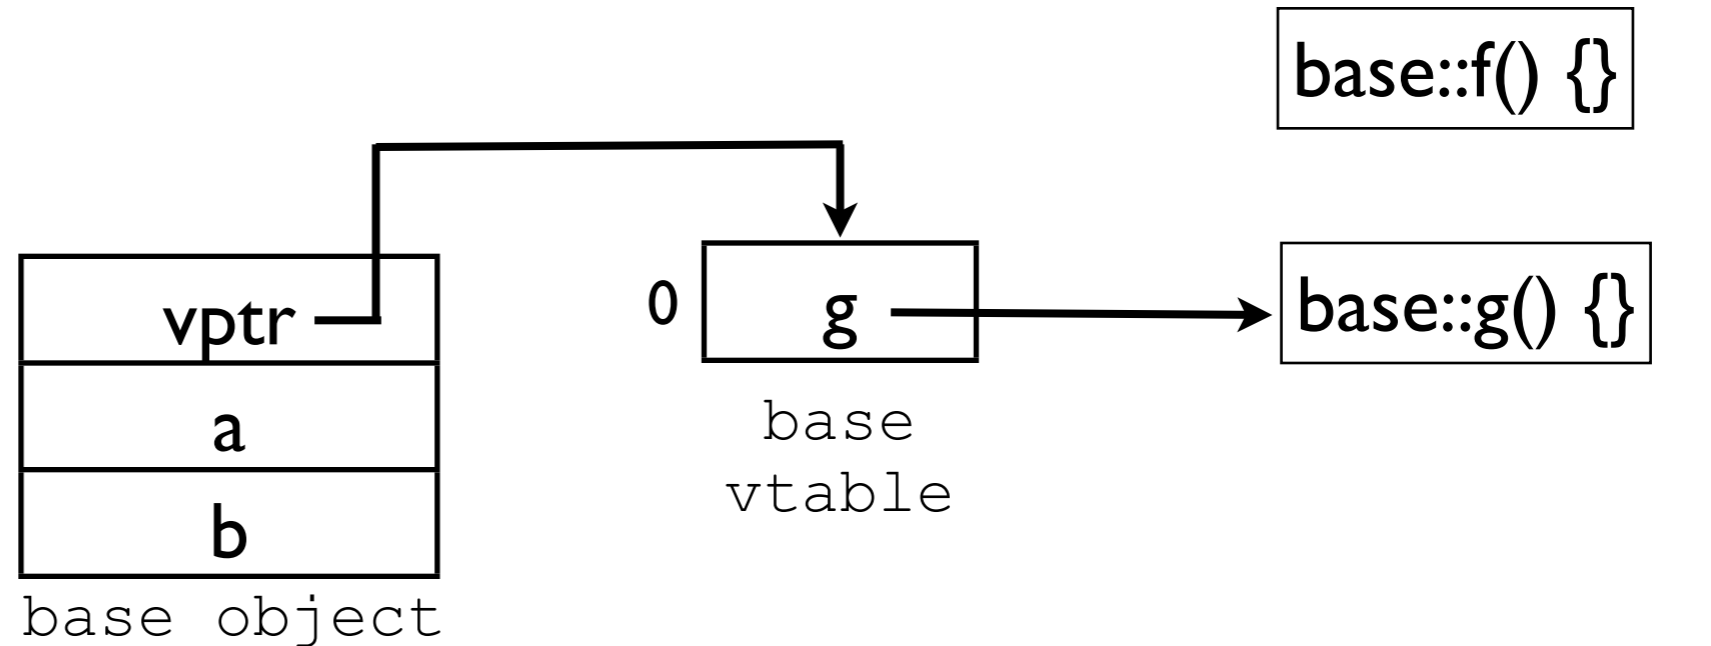 base::f() {}
vptr
0
g
base::g() {}
a
b
base
vtable
base object